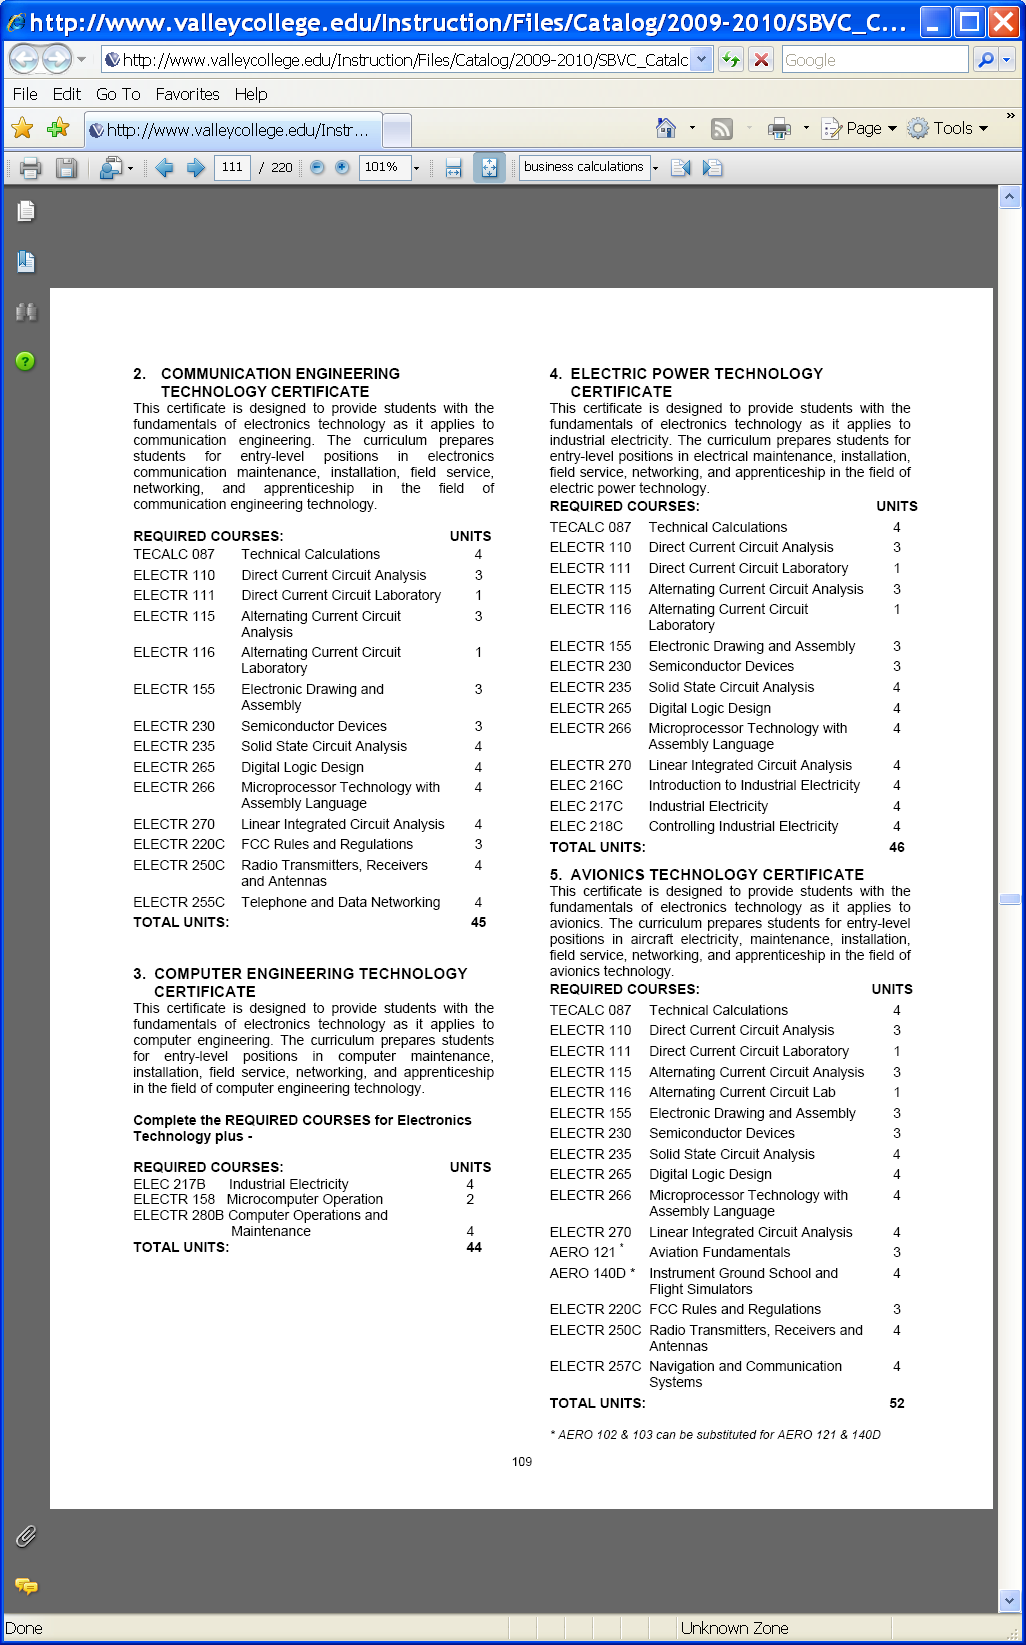 http://www.valleycollege.edu/Instruction/Files/Catalog/2009-2010/SBVC_C...
http://www.valleycollege.edu/Instruction/Files/Catalog/2009-2010/SBVC_Catalc
Google
File Edit Go To Favorites Help
http://www.valleycollege.edu/Instr...
Page Tools
111 / 220 101% business calculations
2. COMMUNICATION ENGINEERING
TECHNOLOGY CERTIFICATE
This certificate is designed to provide students with the
fundamentals of electronics technology as it applies to
communication engineering. The curriculum prepares
students for entry-level positions in electronics
communication maintenance, installation, field service,
networking, and apprenticeship in the field of
communication engineering technology.
REQUIRED COURSES: UNITS
TECALC 087 Technical Calculations 4
ELECTR 110 Direct Current Circuit Analysis 3
ELECTR 111 Direct Current Circuit Laboratory 1
ELECTR 115 Alternating Current Circuit 3
Analysis
ELECTR 116 Alternating Current Circuit 1
Laboratory
ELECTR 155 Electronic Drawing and 3
Assembly
ELECTR 230 Semiconductor Devices 3
ELECTR 235 Solid State Circuit Analysis 4
ELECTR 265 Digital Logic Design 4
ELECTR 266 Microprocessor Technology with 4
Assembly Language
ELECTR 270 Linear Integrated Circuit Analysis 4
ELECTR 220C FCC Rules and Regulations 3
ELECTR 250C Radio Transmitters, Receivers 4
and Antennas
ELECTR 255C Telephone and Data Networking 4
TOTAL UNITS: 45
3. COMPUTER ENGINEERING TECHNOLOGY
CERTIFICATE
This certificate is designed to provide students with the
fundamentals of electronics technology as it applies to
computer engineering. The curriculum prepares students
for entry-level positions in computer maintenance,
installation, field service, networking, and apprenticeship
in the field of computer engineering technology.
Complete the REQUIRED COURSES for Electronics
Technology plus -
REQUIRED COURSES: UNITS
ELEC 217B Industrial Electricity 4
ELECTR 158 Microcomputer Operation 2
ELECTR 280B Computer Operations and
Maintenance 4
TOTAL UNITS: 44
4. ELECTRIC POWER TECHNOLOGY
CERTIFICATE
This certificate is designed to provide students with the
fundamentals of electronics technology as it applies to
industrial electricity. The curriculum prepares students for
entry-level positions in electrical maintenance, installation,
field service, networking, and apprenticeship in the field of
electric power technology.
REQUIRED COURSES: UNITS
TECALC 087 Technical Calculations 4
ELECTR 110 Direct Current Circuit Analysis 3
ELECTR 111 Direct Current Circuit Laboratory 1
ELECTR 115 Alternating Current Circuit Analysis 3
ELECTR 116 Alternating Current Circuit 1
Laboratory
ELECTR 155 Electronic Drawing and Assembly 3
ELECTR 230 Semiconductor Devices 3
ELECTR 235 Solid State Circuit Analysis 4
ELECTR 265 Digital Logic Design 4
ELECTR 266 Microprocessor Technology with 4
Assembly Language
ELECTR 270 Linear Integrated Circuit Analysis 4
ELEC 216C Introduction to Industrial Electricity 4
ELEC 217C Industrial Electricity 4
ELEC 218C Controlling Industrial Electricity 4
TOTAL UNITS: 46
5. AVIONICS TECHNOLOGY CERTIFICATE
This certificate is designed to provide students with the
fundamentals of electronics technology as it applies to
avionics. The curriculum prepares students for entry-level
positions in aircraft electricity, maintenance, installation,
field service, networking, and apprenticeship in the field of
avionics technology.
REQUIRED COURSES: UNITS
TECALC 087 Technical Calculations 4
ELECTR 110 Direct Current Circuit Analysis 3
ELECTR 111 Direct Current Circuit Laboratory 1
ELECTR 115 Alternating Current Circuit Analysis 3
ELECTR 116 Alternating Current Circuit Lab 1
ELECTR 155 Electronic Drawing and Assembly 3
ELECTR 230 Semiconductor Devices 3
ELECTR 235 Solid State Circuit Analysis 4
ELECTR 265 Digital Logic Design 4
ELECTR 266 Microprocessor Technology with 4
Assembly Language
ELECTR 270 Linear Integrated Circuit Analysis 4
AERO 121 * Aviation Fundamentals 3
AERO 140D * Instrument Ground School and 4
Flight Simulators
ELECTR 220C FCC Rules and Regulations 3
ELECTR 250C Radio Transmitters, Receivers and 4
Antennas
ELECTR 257C Navigation and Communication 4
Systems
TOTAL UNITS: 52
* AERO 102 & 103 can be substituted for AERO 121 & 140D
109
Done Unknown Zone